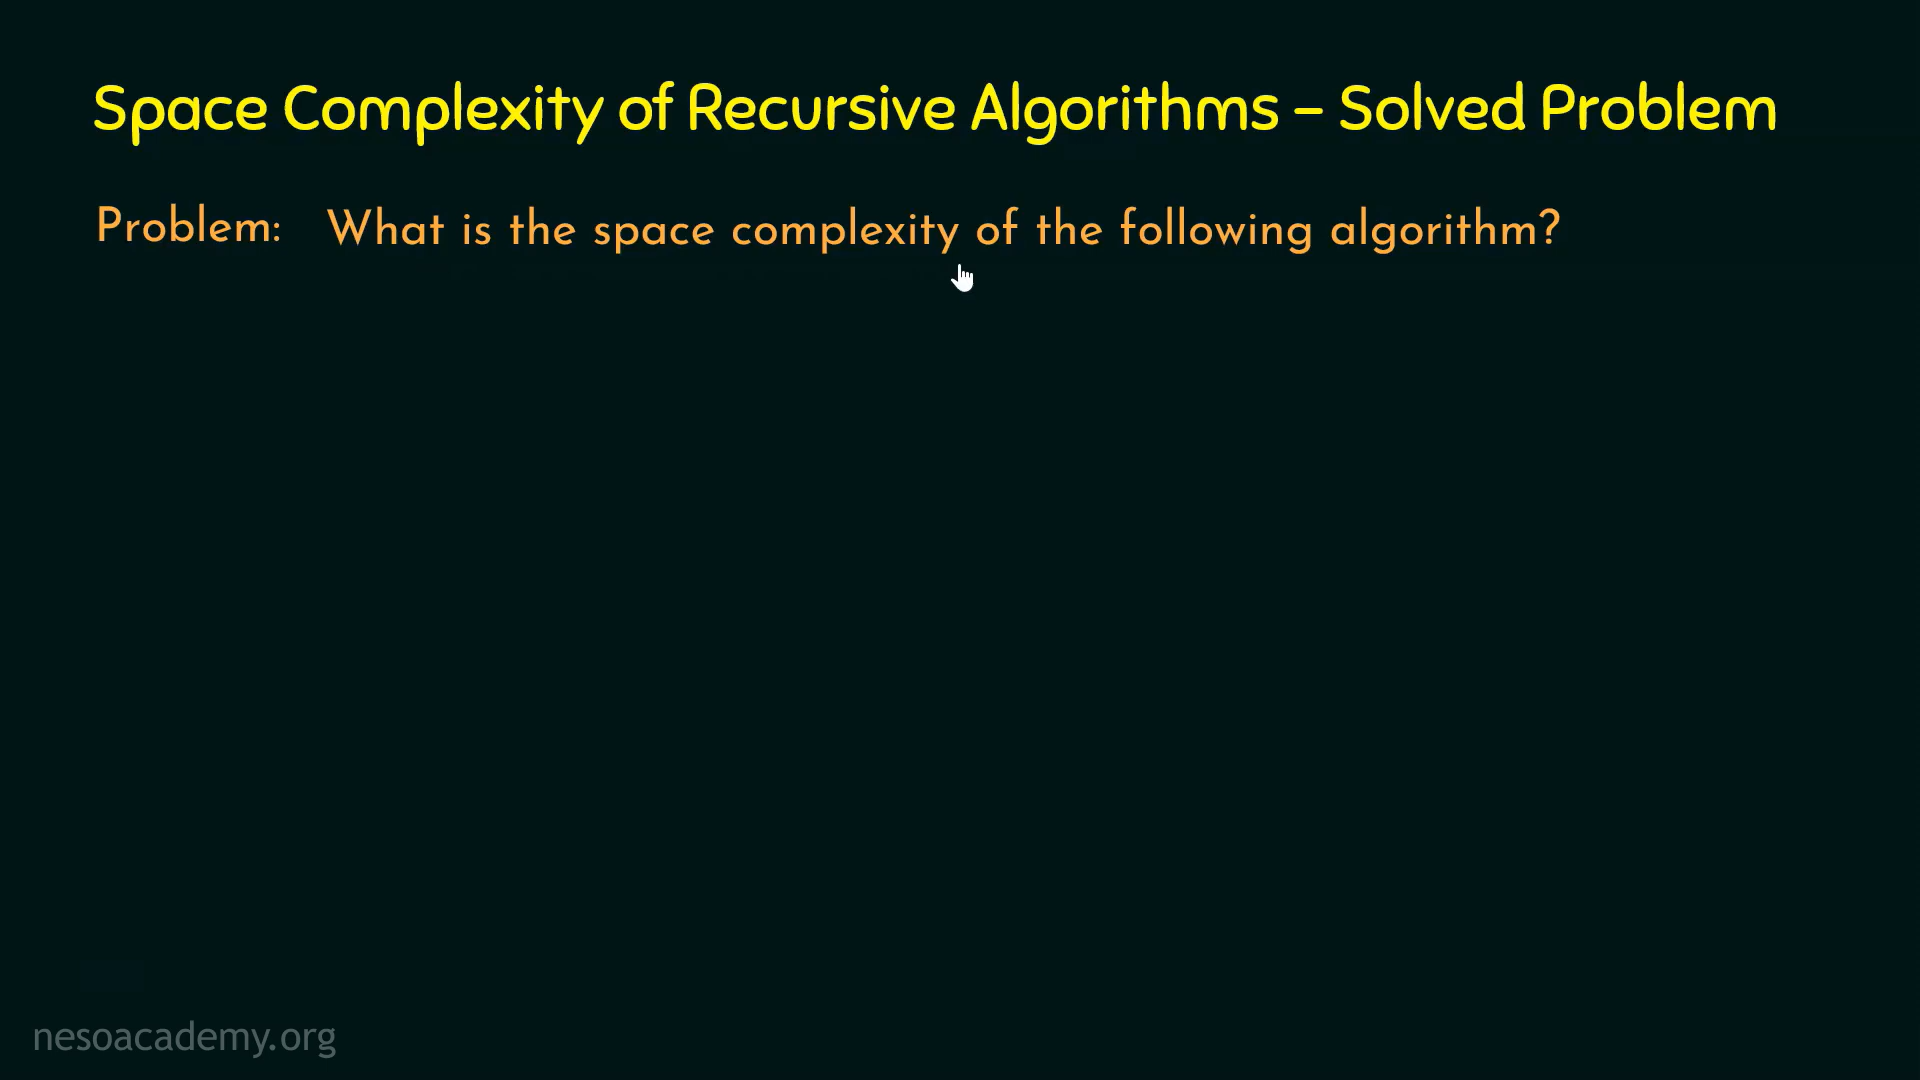 Space Complexity of Recursive Algorithms – Solved Problem
Problem: What is the space complexity of the following algorithm?
nesoacademy.org